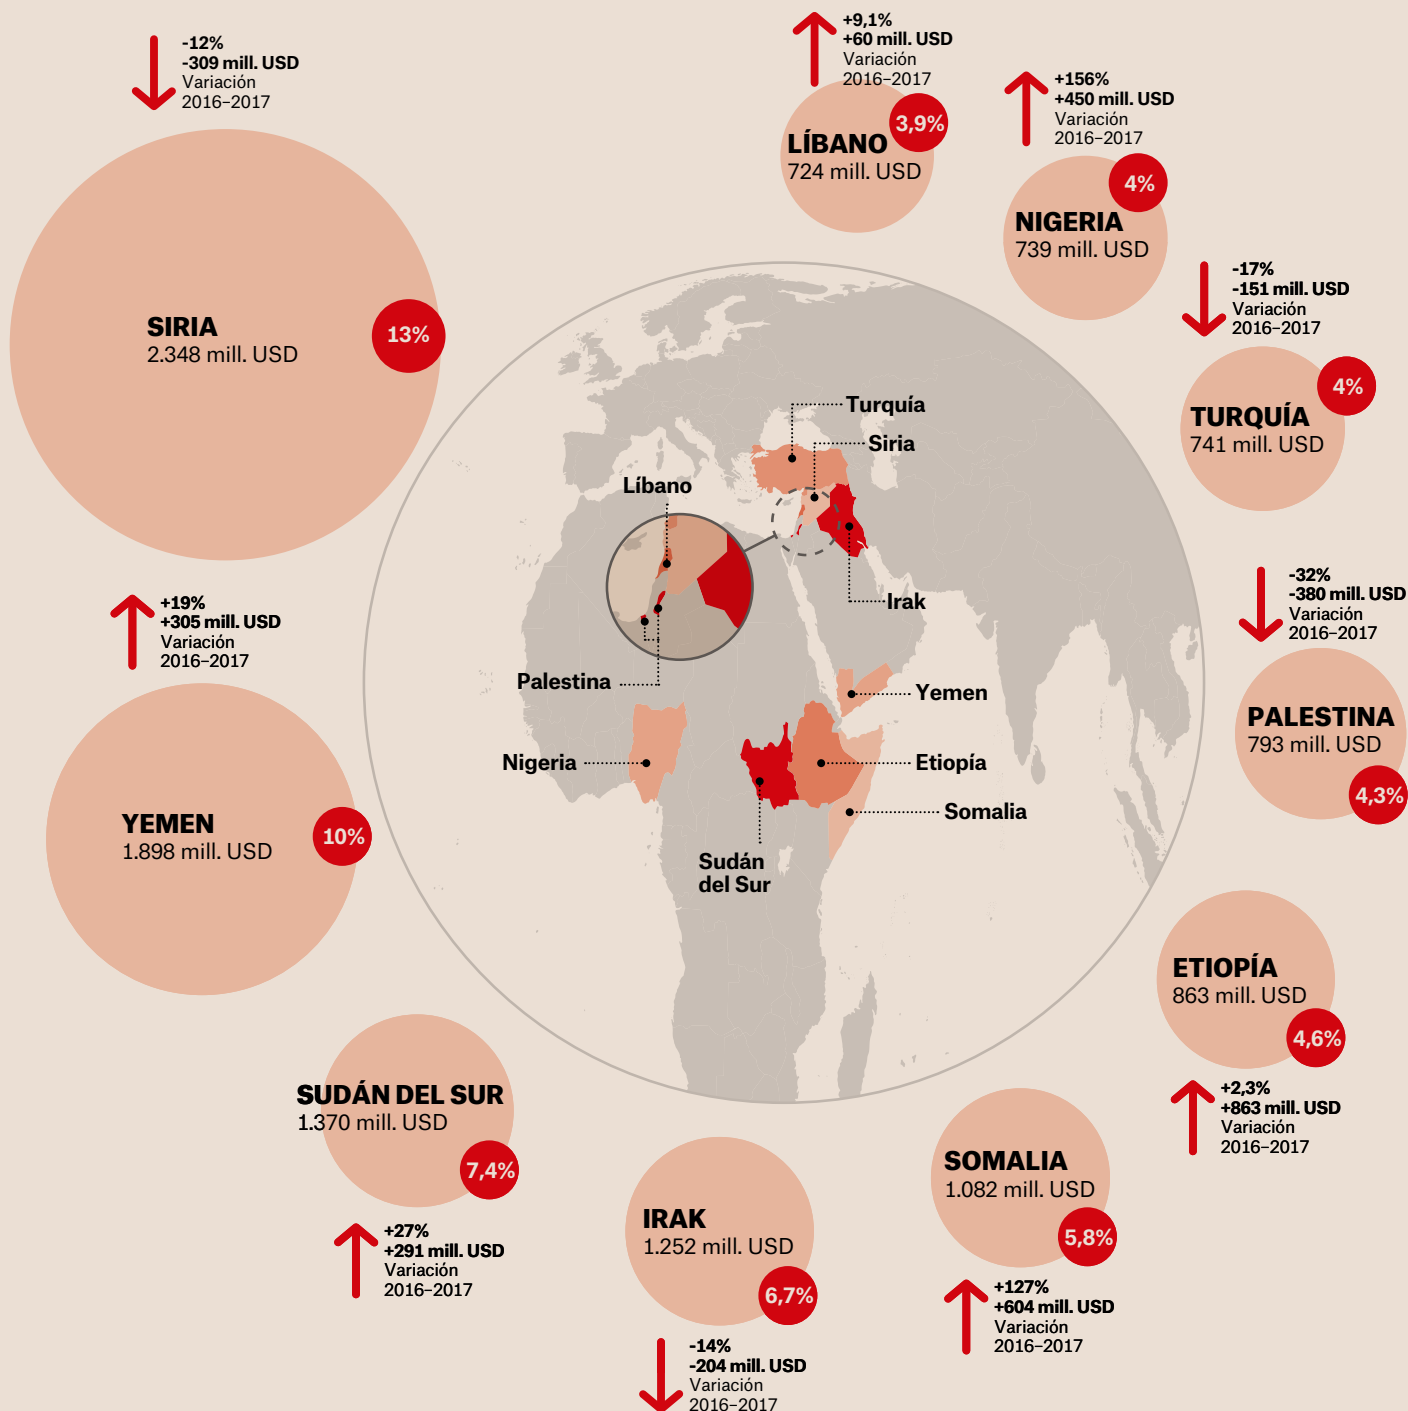 -12%
-309 mill. USD
Variación
2016–2017
SIRIA
2.348 mill. USD
13%
+9,1%
+60 mill. USD
Variación
2016–2017
LÍBANO
724 mill. USD
3,9%
+156%
+450 mill. USD
Variación
2016–2017
NIGERIA
739 mill. USD
4%
-17%
-151 mill. USD
Variación
2016–2017
TURQUÍA
741 mill. USD
4%
Turquía
Siria
Líbano
Irak
Palestina
Yemen
Nigeria
Etiopía
Somalia
Sudán
del Sur
-32%
-380 mill. USD
Variación
2016–2017
PALESTINA
793 mill. USD
4,3%
+19%
+305 mill. USD
Variación
2016–2017
YEMEN
1.898 mill. USD
10%
ETIOPÍA
863 mill. USD
4,6%
+2,3%
+863 mill. USD
Variación
2016–2017
SUDÁN DEL SUR
1.370 mill. USD
7,4%
+27%
+291 mill. USD
Variación
2016–2017
IRAK
1.252 mill. USD
6,7%
-14%
-204 mill. USD
Variación
2016–2017
SOMALIA
1.082 mill. USD
5,8%
+127%
+604 mill. USD
Variación
2016–2017